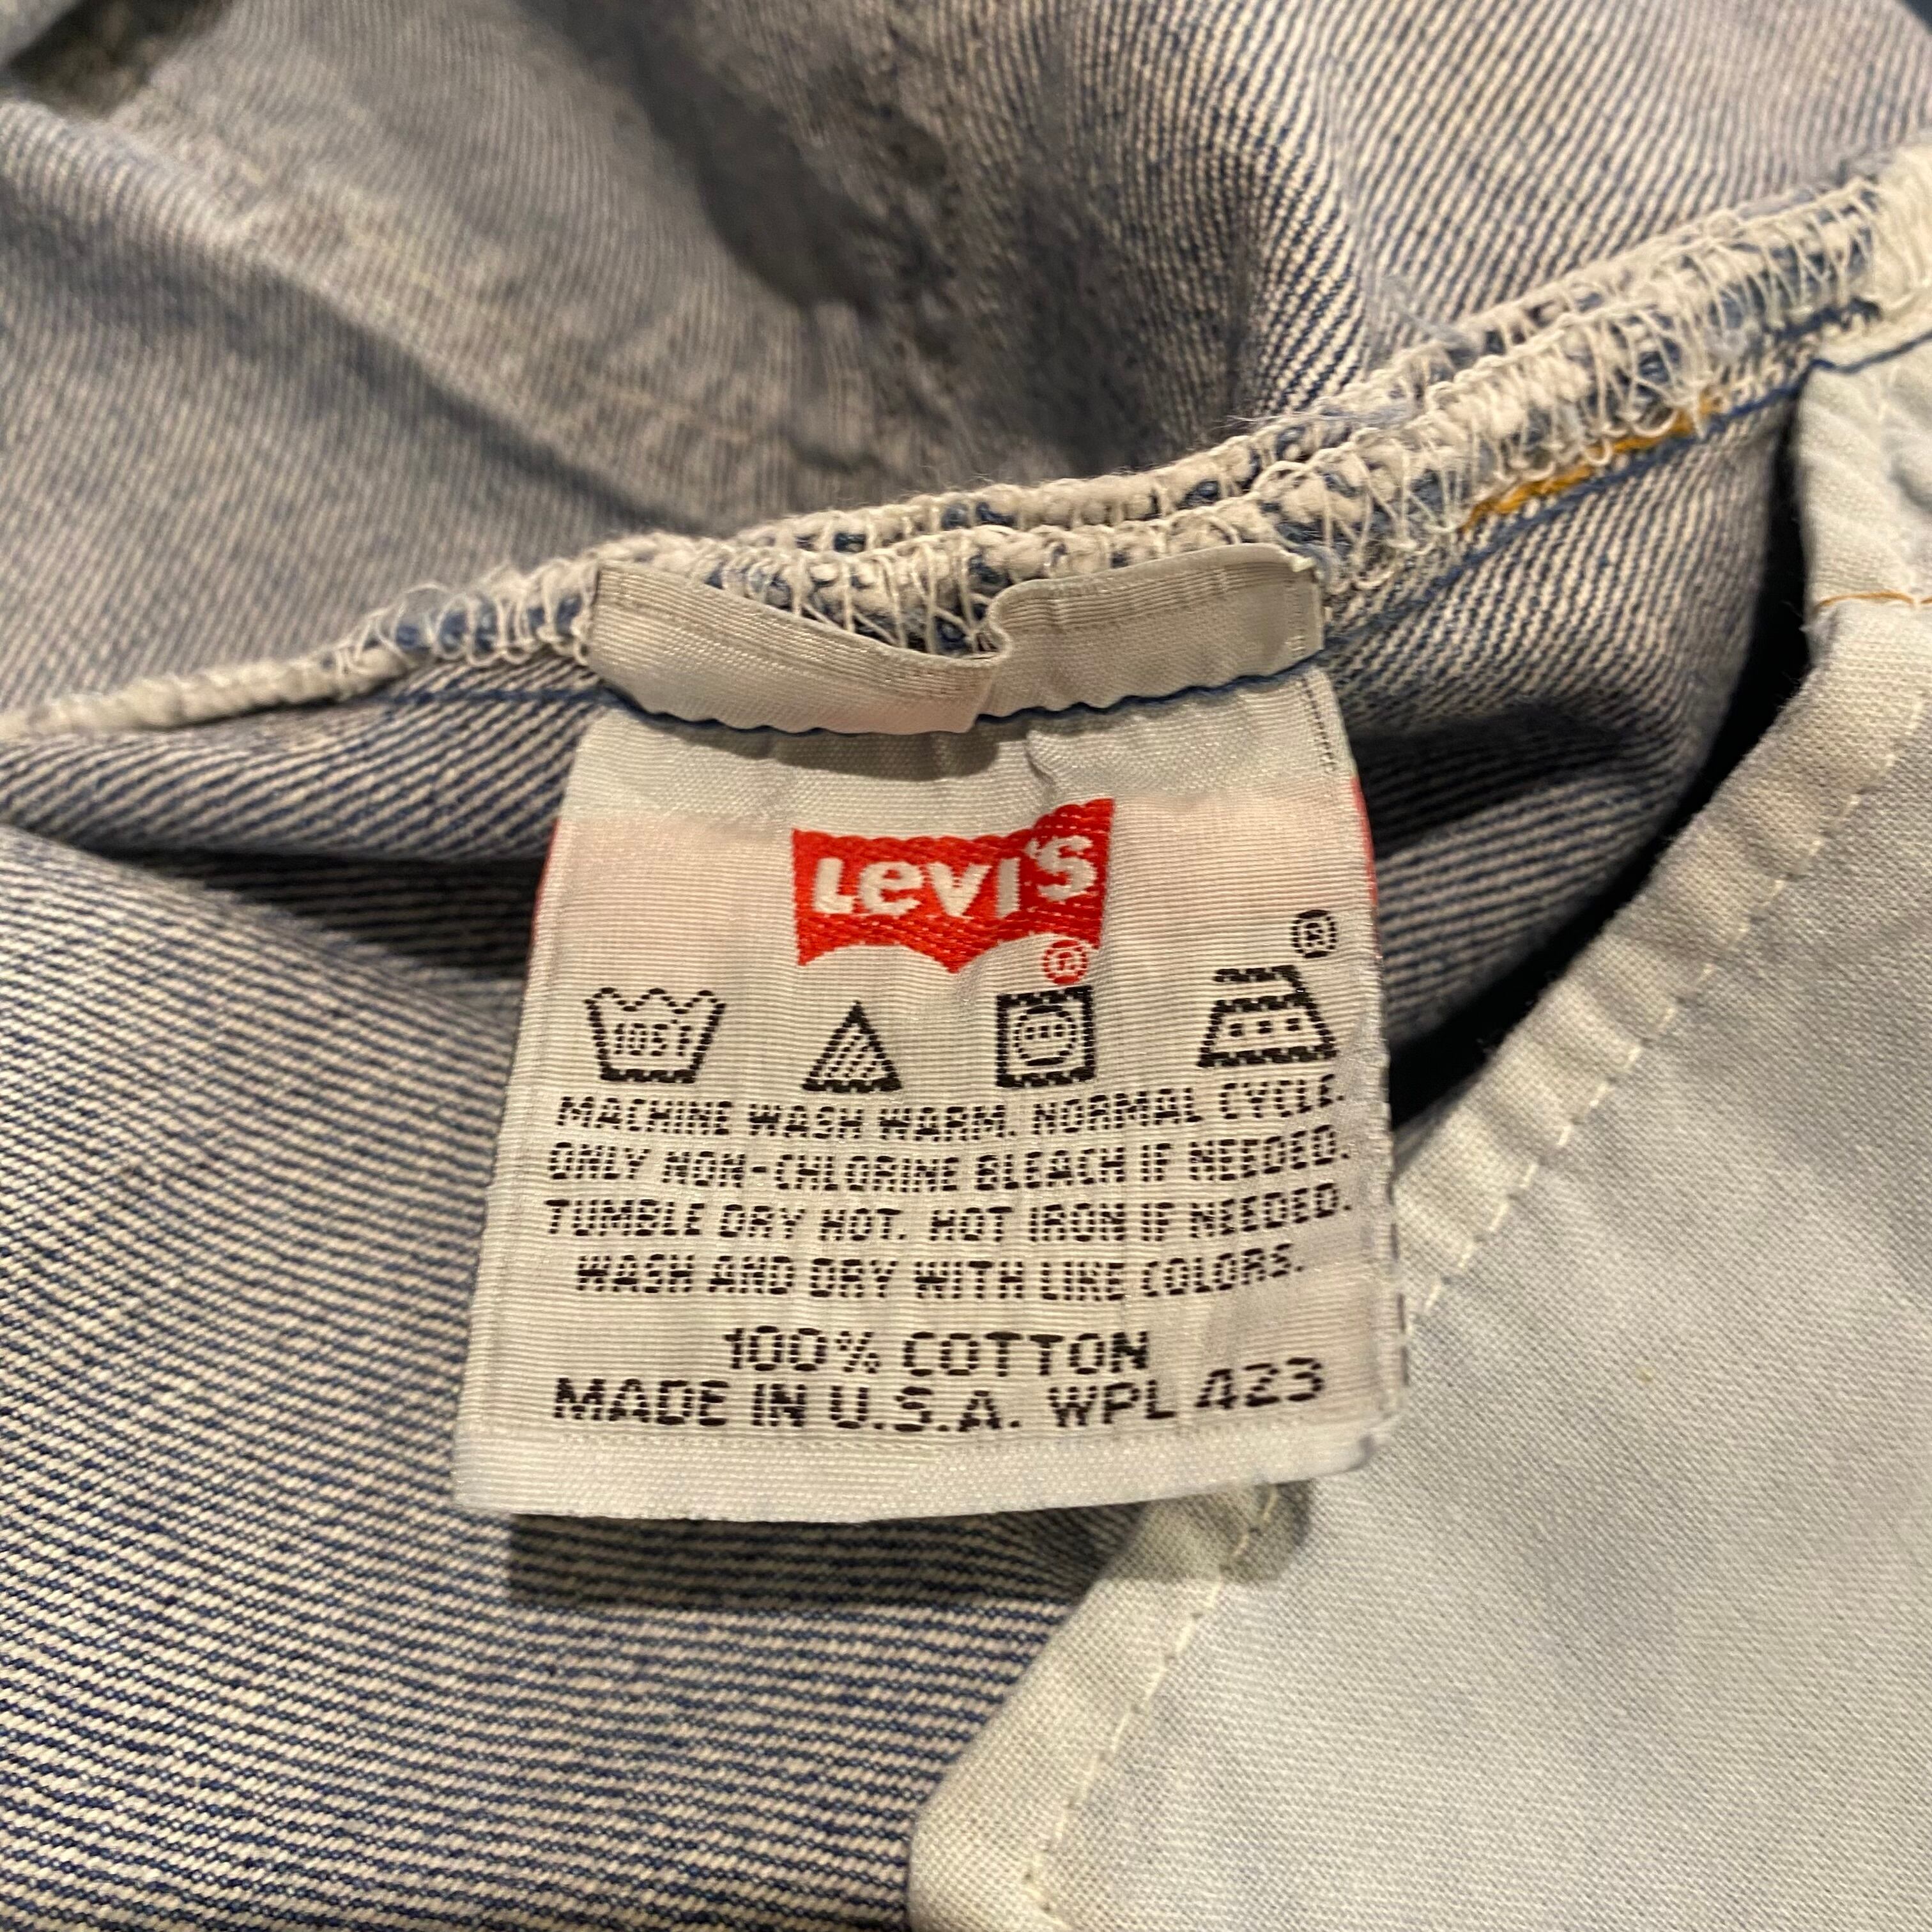 LEVI'S
®
®
105F
MACHINE WASH WARM. NORMAL CYCLE.
ONLY NON-CHLORINE BLEACH IF NEEDED.
TUMBLE DRY HOT. HOT IRON IF NEEDED.
WASH AND DRY WITH LIKE COLORS.
100% COTTON
MADE IN U.S.A. WPL 423